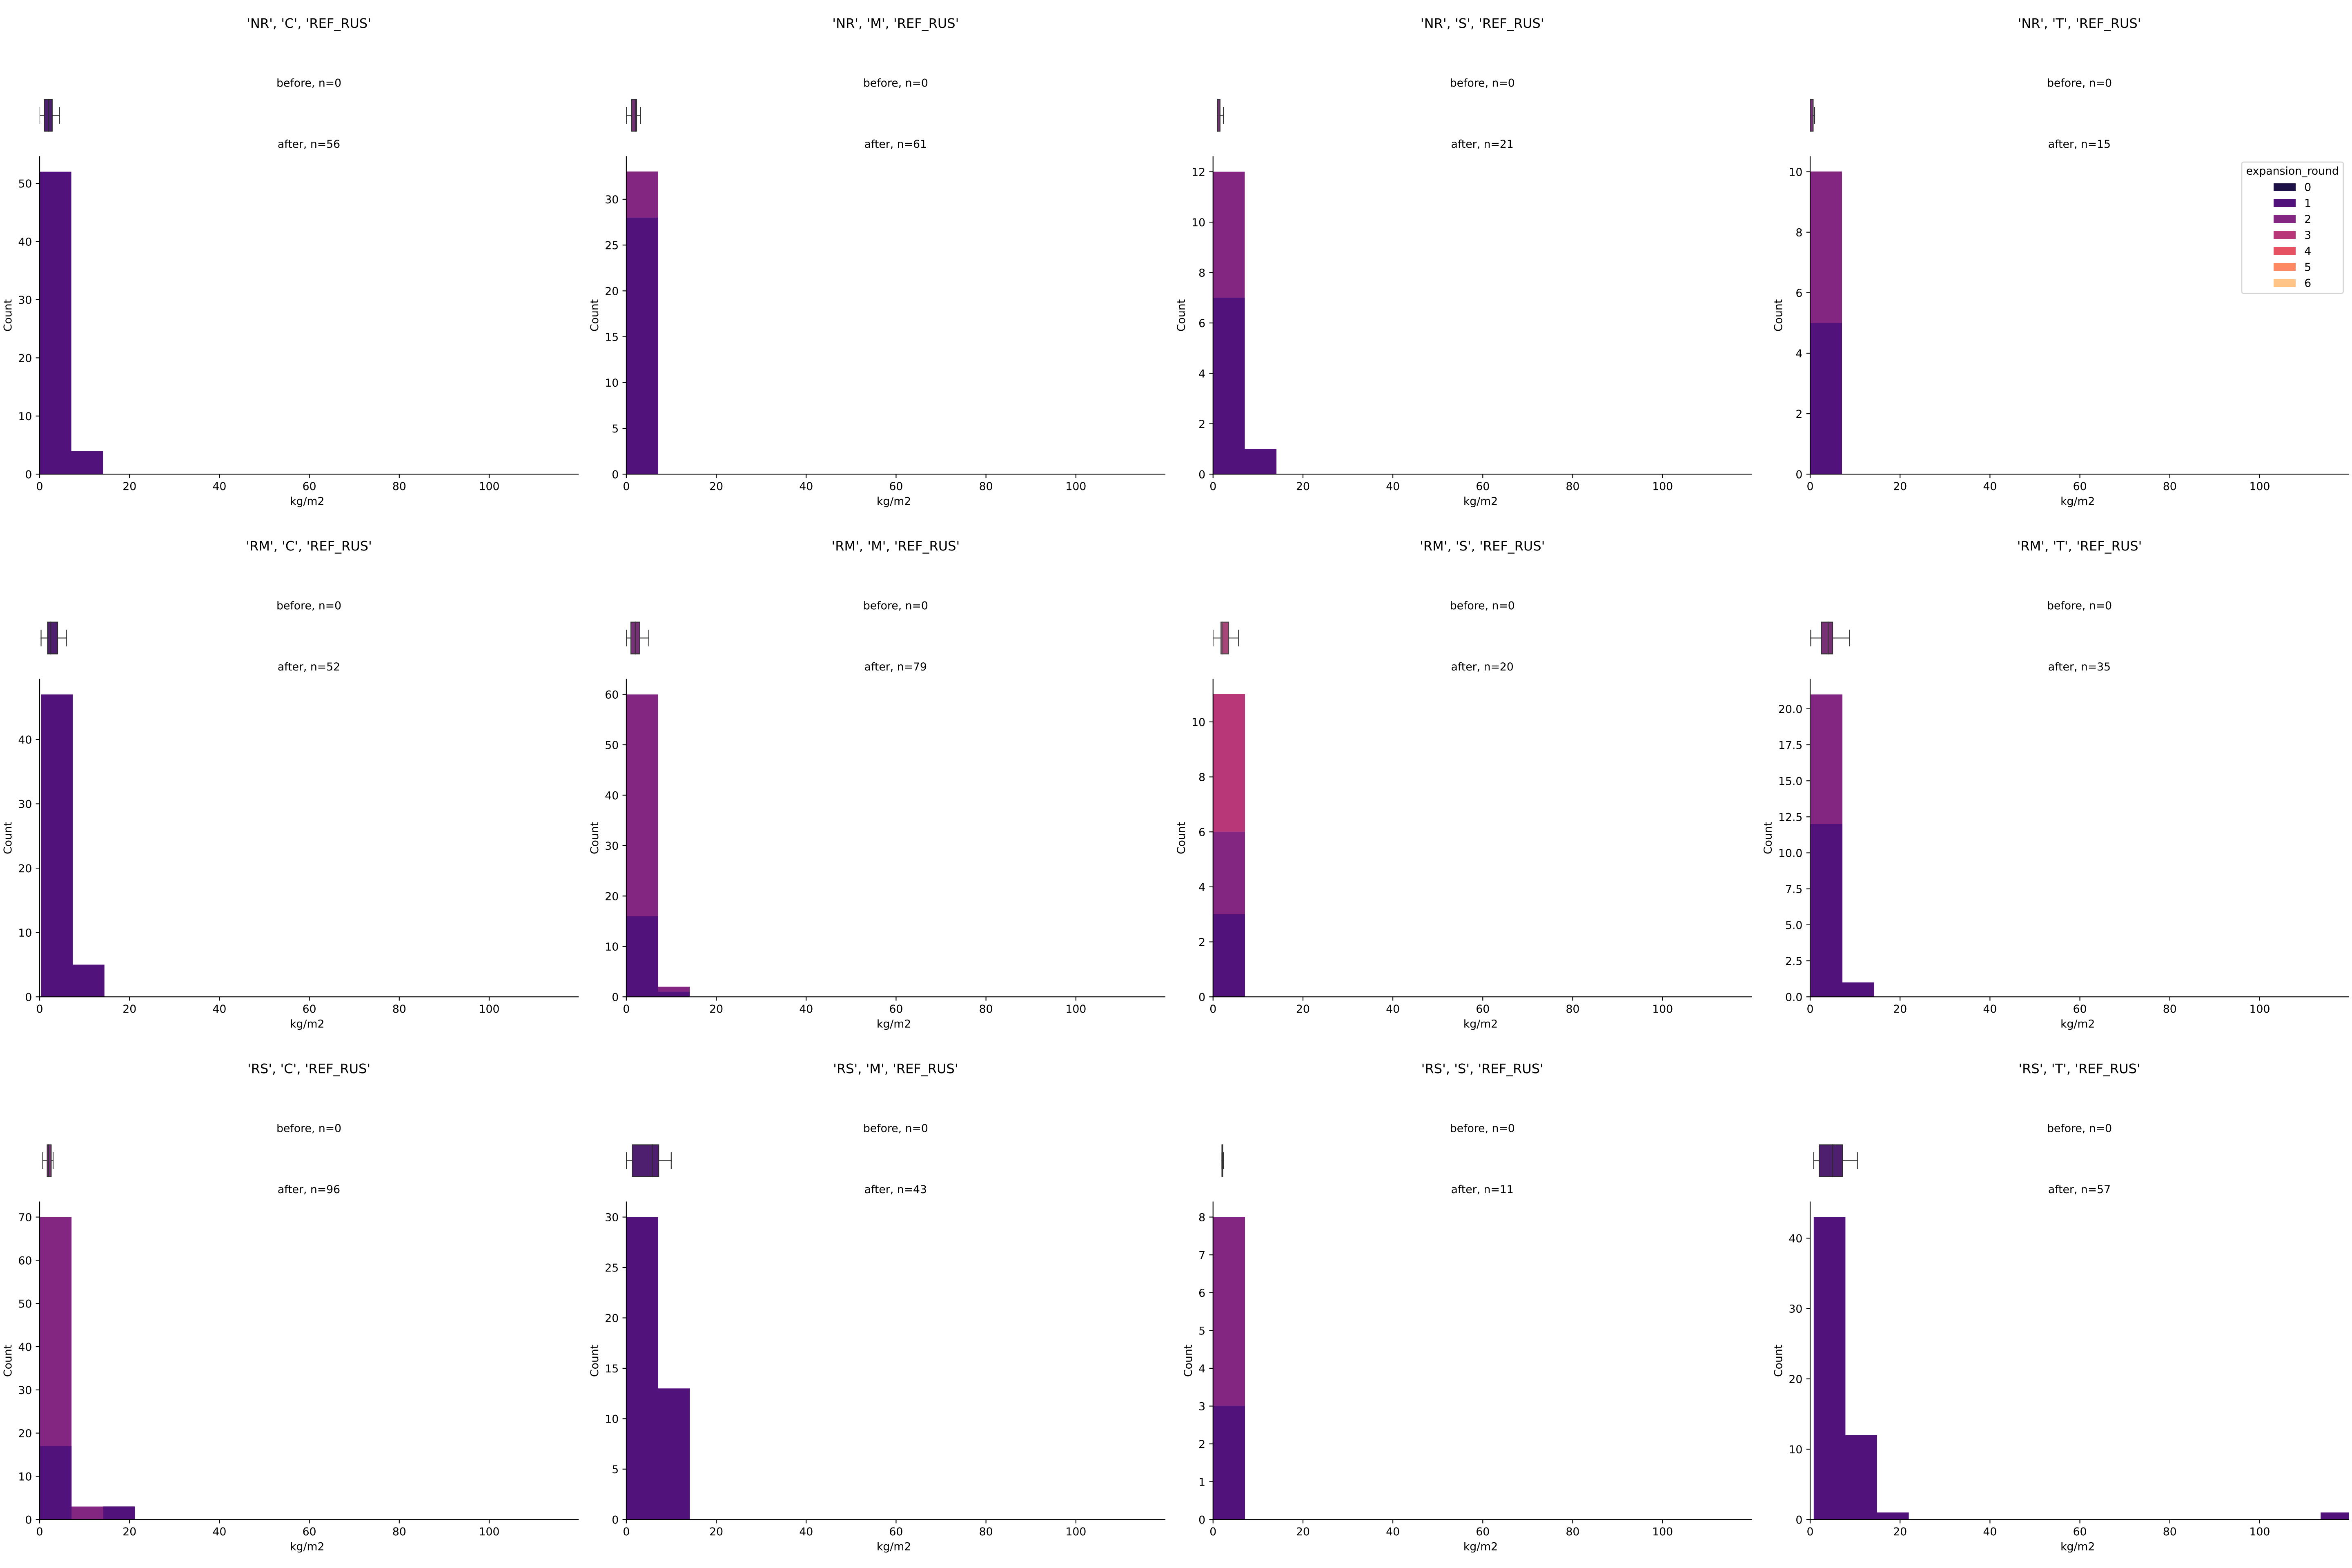 'NR', 'C', 'REF_RUS'
'NR', 'M', 'REF_RUS'
'NR', 'S', 'REF_RUS'
'NR', 'T', 'REF_RUS'
before, n=0
before, n=0
before, n=0
before, n=0
after, n=56
after, n=61
after, n=21
after, n=15
50
40
30
20
10
0
Count
0 20 40 60 80 100
kg/m2
30
25
20
15
10
5
0
Count
0 20 40 60 80 100
kg/m2
12
10
8
6
4
2
0
Count
0 20 40 60 80 100
kg/m2
10
8
6
4
2
0
Count
0 20 40 60 80 100
kg/m2
expansion_round
0
1
2
3
4
5
6
'RM', 'C', 'REF_RUS'
'RM', 'M', 'REF_RUS'
'RM', 'S', 'REF_RUS'
'RM', 'T', 'REF_RUS'
before, n=0
before, n=0
before, n=0
before, n=0
after, n=52
after, n=79
after, n=20
after, n=35
40
30
20
10
0
Count
0 20 40 60 80 100
kg/m2
60
50
40
30
20
10
0
Count
0 20 40 60 80 100
kg/m2
10
8
6
4
2
0
Count
0 20 40 60 80 100
kg/m2
20.0
17.5
15.0
12.5
10.0
7.5
5.0
2.5
0.0
Count
0 20 40 60 80 100
kg/m2
'RS', 'C', 'REF_RUS'
'RS', 'M', 'REF_RUS'
'RS', 'S', 'REF_RUS'
'RS', 'T', 'REF_RUS'
before, n=0
before, n=0
before, n=0
before, n=0
after, n=96
after, n=43
after, n=11
after, n=57
70
60
50
40
30
20
10
0
Count
0 20 40 60 80 100
kg/m2
30
25
20
15
10
5
0
Count
0 20 40 60 80 100
kg/m2
8
7
6
5
4
3
2
1
0
Count
0 20 40 60 80 100
kg/m2
40
30
20
10
0
Count
0 20 40 60 80 100
kg/m2